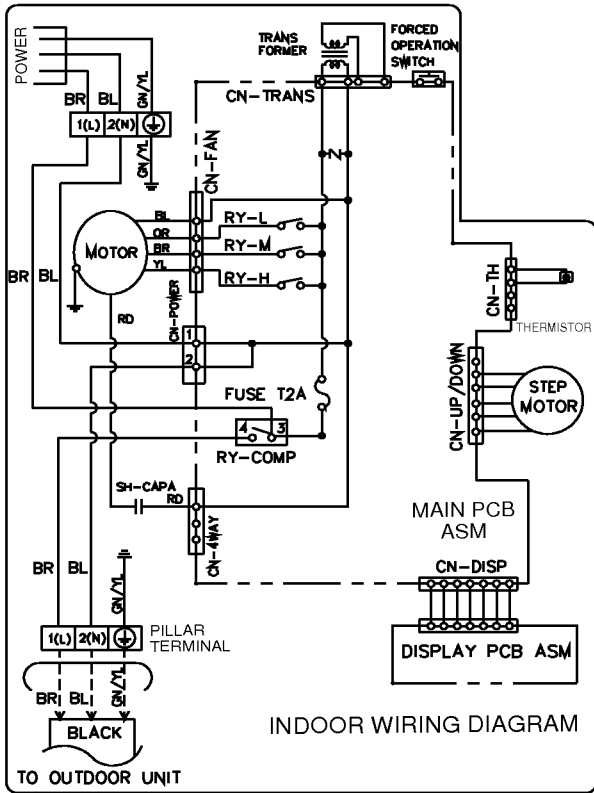 POWER
BR
BL
GN/YL
1(L) 2(N)
GN/YL
TRANS
FORMER
FORCED
OPERATION
SWITCH
CN-TRANS
N
CN-FAN
BL
OR
BR
YL
RY-L
RY-M
RY-H
MOTOR
BR
BL
RD
CN-POWER
1
2
FUSE T2A
4 3
RY-COMP
SH-CAPA
RD
CN-4WAY
CN-TH
THERMISTOR
CN-UP/DOWN
STEP
MOTOR
MAIN PCB
ASM
CN-DISP
DISPLAY PCB ASM
BR
BL
GN/YL
1(L) 2(N)
PILLAR
TERMINAL
BR
BL
GN/YL
BLACK
TO OUTDOOR UNIT
INDOOR WIRING DIAGRAM